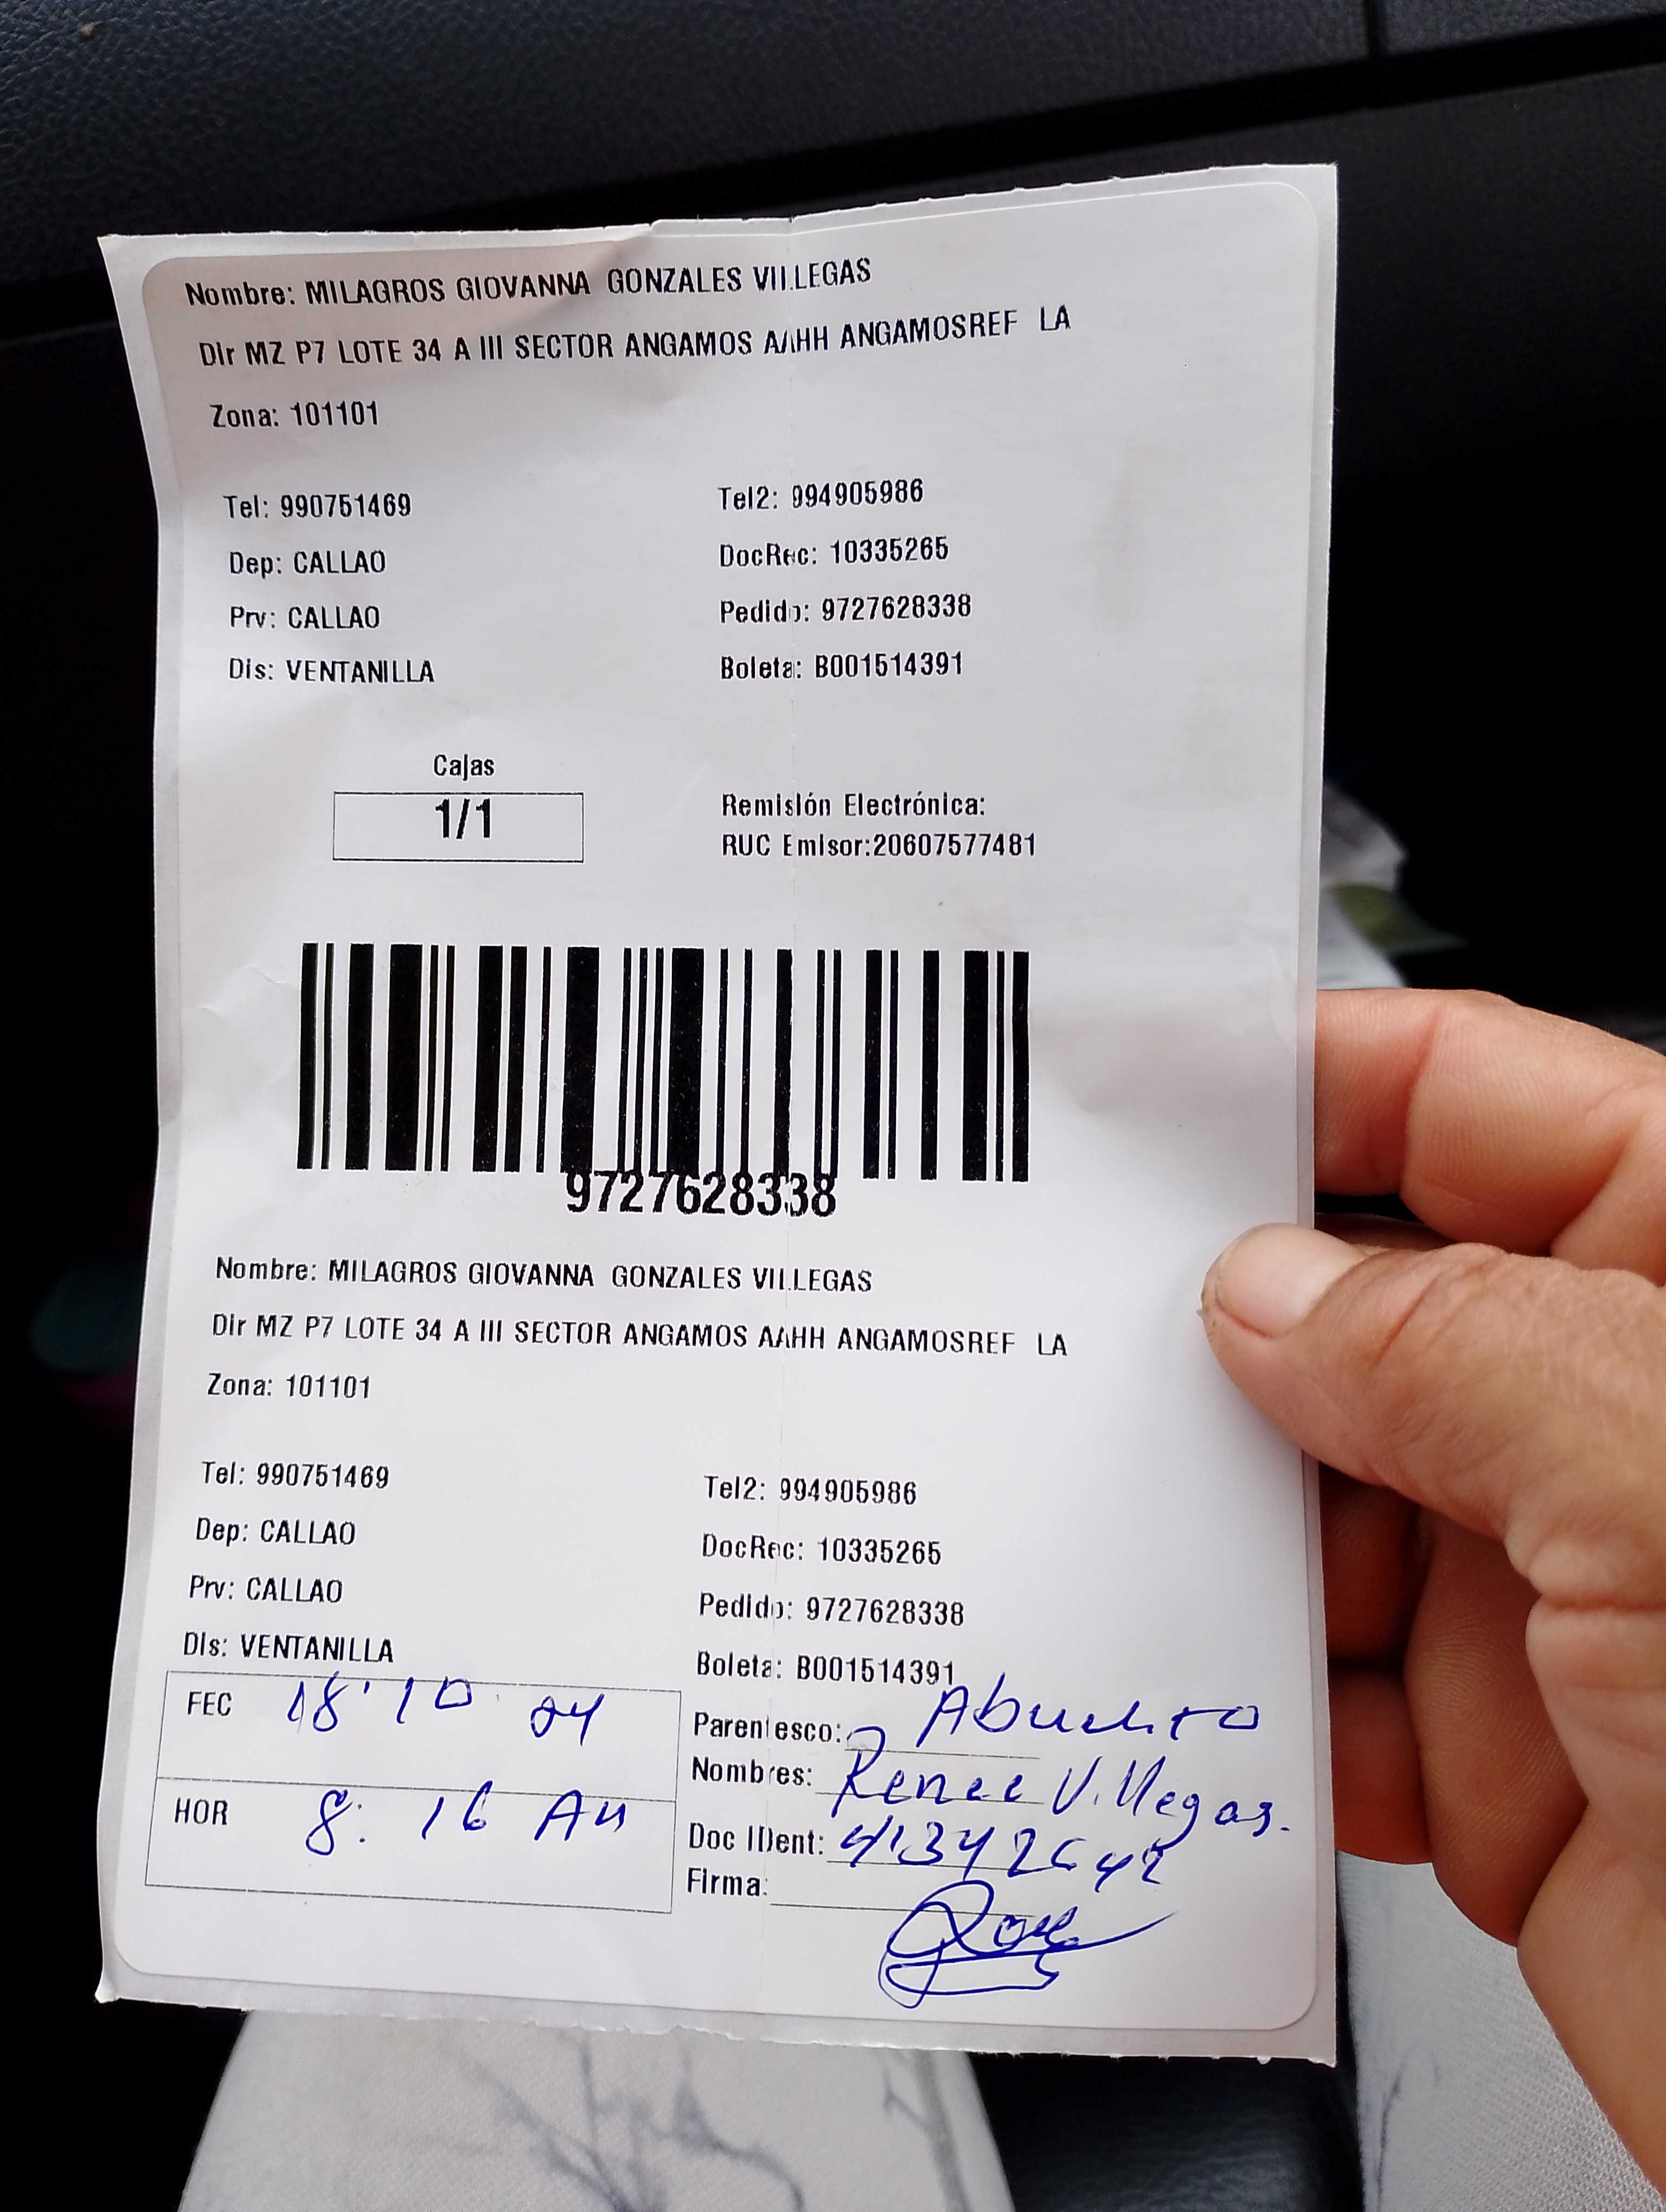 Nombre: MILAGROS GIOVANNA GONZALES VILLEGAS
Dir MZ P7 LOTE 34 A III SECTOR ANGAMOS AAHH ANGAMOSREF LA
Zona: 101101
Tel: 990751469 Tel2: 994905986
Dep: CALLAO DocRec: 10335265
Prv: CALLAO Pedido: 9727628338
Dis: VENTANILLA Boleta: B001514391
Cajas
1/1
Remisión Electrónica:
RUC Emisor:20607577481
9727628338
Nombre: MILAGROS GIOVANNA GONZALES VILLEGAS
Dir MZ P7 LOTE 34 A III SECTOR ANGAMOS AAHH ANGAMOSREF LA
Zona: 101101
Tel: 990751469 Tel2: 994905986
Dep: CALLAO DocRec: 10335265
Prv: CALLAO Pedido: 9727628338
Dis: VENTANILLA Boleta: B001514391
FEC 18 10 24 Parentesco: Abuelito
Nombres: Renee Villegas.
HOR 8:16 AM Doc IDent:
Firma: